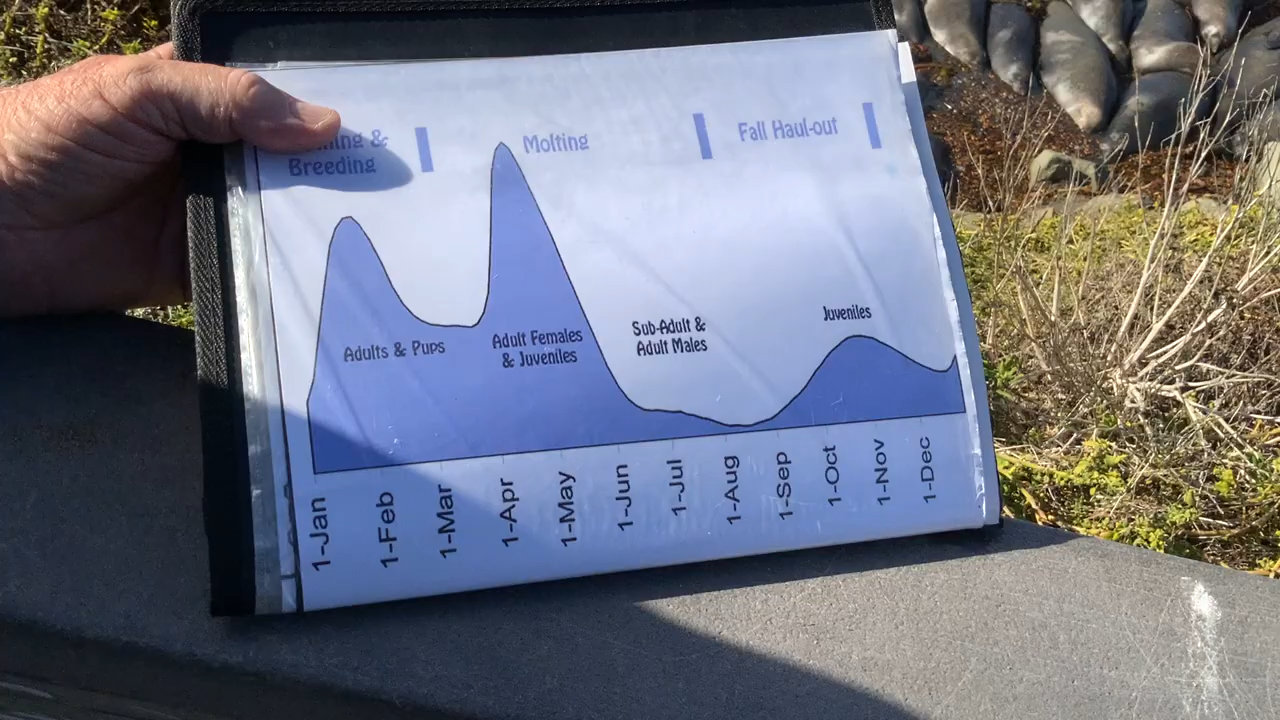 &
Breeding
Molting
Fall Haul-out
Adults & Pups
Adult Females
& Juveniles
Sub-Adult &
Adult Males
Juveniles
1-Jan
1-Feb
1-Mar
1-Apr
1-May
1-Jun
1-Jul
1-Aug
1-Sep
1-Oct
1-Nov
1-Dec